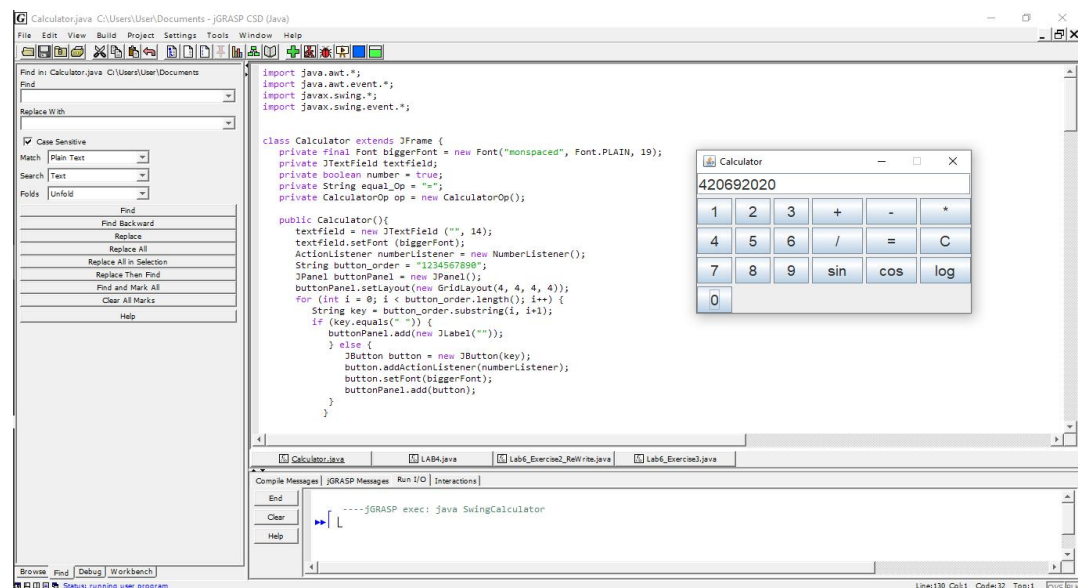 Calculator.java C:\Users\User\Documents - jGRASP CSD (Java)
File Edit View Build Project Settings Tools Window Help
Find in: Calculator.java C:\Users\User\Documents
Find
Replace With
Case Sensitive
Match Plain Text
Search Text
Folds Unfold
Find
Find Backward
Replace
Replace All
Replace All in Selection
Replace Then Find
Find and Mark All
Clear All Marks
Help
Browse Find Debug Workbench
import java.awt.*;
import java.awt.event.*;
import javax.swing.*;
import javax.swing.event.*;
class Calculator extends JFrame {
private final Font biggerFont = new Font("monspaced", Font.PLAIN, 19);
private JTextField textfield;
private boolean number = true;
private String equal_Op = "=";
private CalculatorOp op = new CalculatorOp();
public Calculator(){
textfield = new JTextField ("", 14);
textfield.setFont (biggerFont);
ActionListener numberListener = new NumberListener();
String button_order = "1234567890";
JPanel buttonPanel = new JPanel();
buttonPanel.setLayout(new GridLayout(4, 4, 4, 4));
for (int i = 0; i < button_order.length(); i++) {
String key = button_order.substring(i, i+1);
if (key.equals(" ")) {
buttonPanel.add(new JLabel(""));
} else {
JButton button = new JButton(key);
button.addActionListener(numberListener);
button.setFont(biggerFont);
buttonPanel.add(button);
}
}
Calculator
420692020
1 2 3 + - *
4 5 6 / = C
7 8 9 sin cos log
0
Calculator.java LAB4.java Lab6_Exercise2_ReWrite.java Lab6_Exercise3.java
Compile Messages jGRASP Messages Run I/O Interactions
End
Clear
Help
----jGRASP exec: java SwingCalculator
Status: running user program
Line:130 Col:1 Code:32 Top:1 OVS BLK